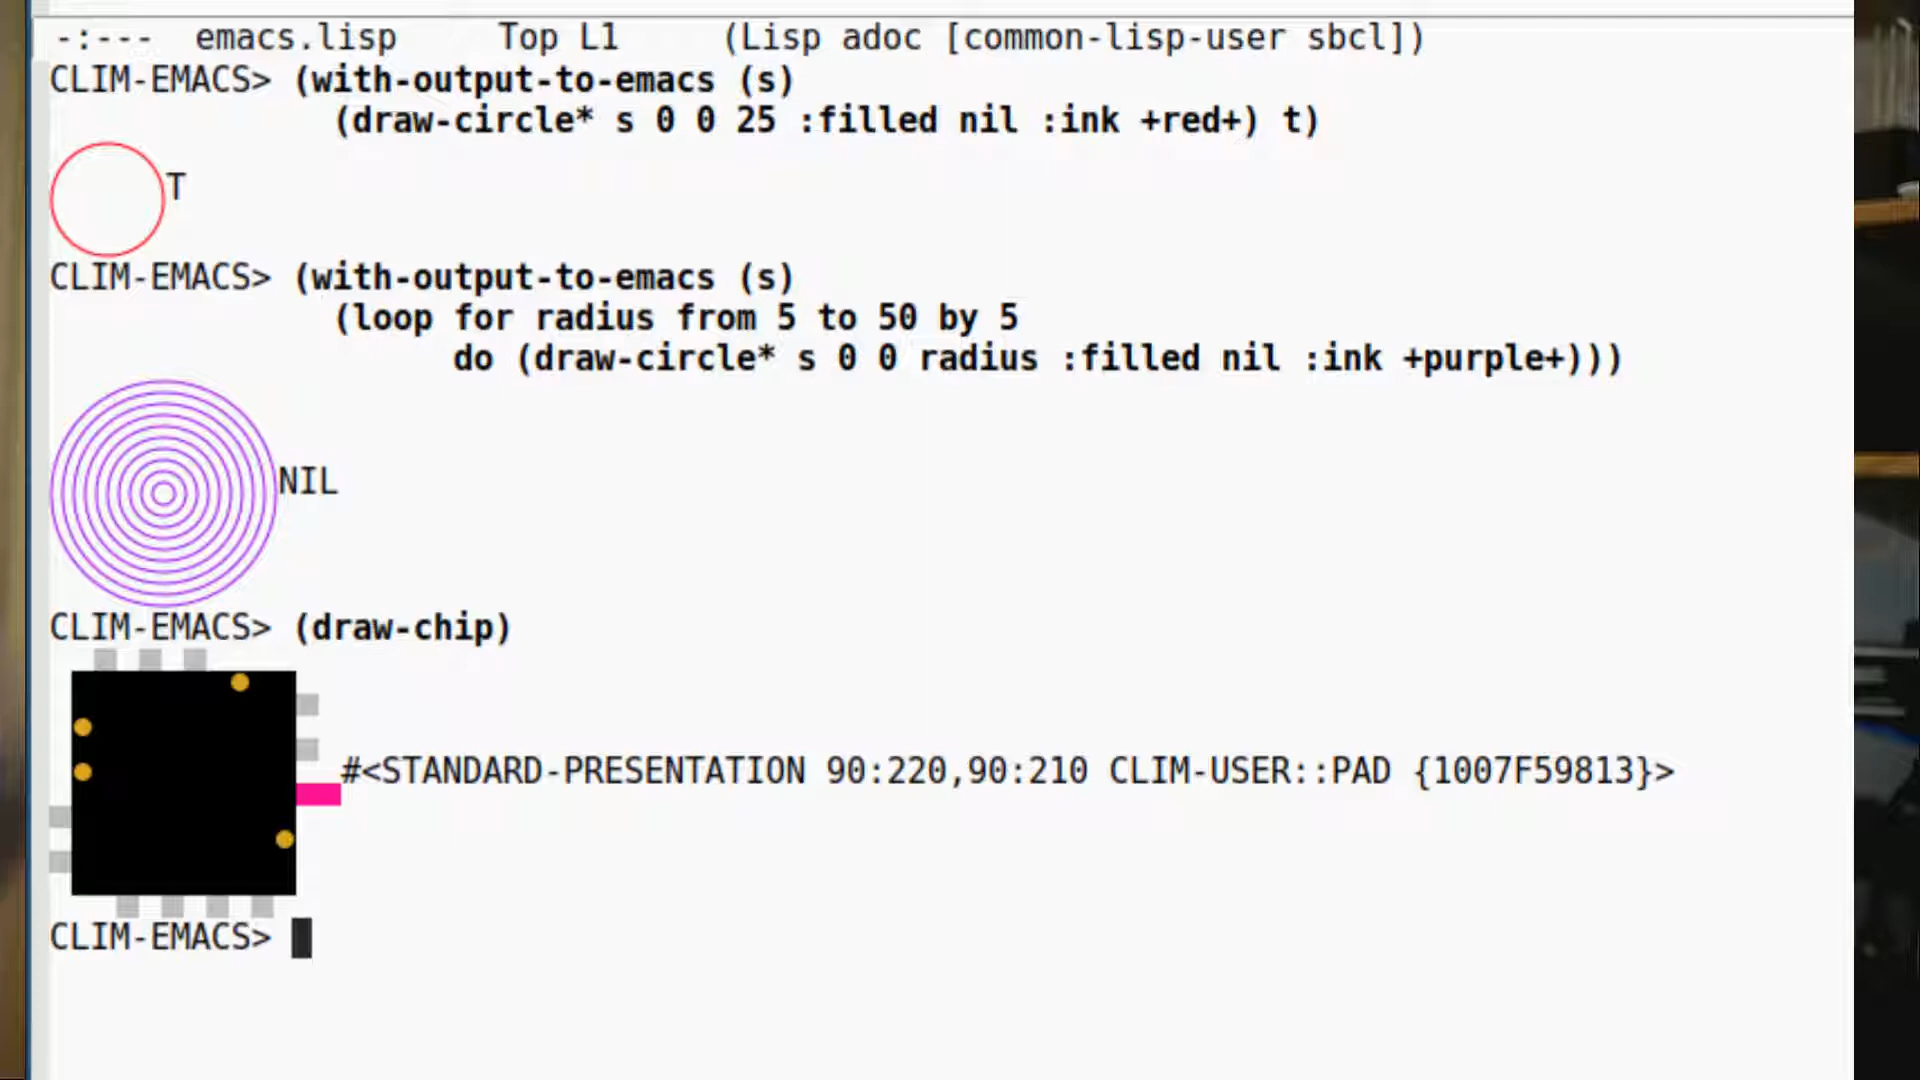 -:--- emacs.lisp Top L1 (Lisp adoc [common-lisp-user sbcl])
CLIM-EMACS> (with-output-to-emacs (s)
(draw-circle* s 0 0 25 :filled nil :ink +red+) t)
T
CLIM-EMACS> (with-output-to-emacs (s)
(loop for radius from 5 to 50 by 5
do (draw-circle* s 0 0 radius :filled nil :ink +purple+)))
NIL
CLIM-EMACS> (draw-chip)
#<STANDARD-PRESENTATION 90:220,90:210 CLIM-USER::PAD {1007F59813}>
CLIM-EMACS>